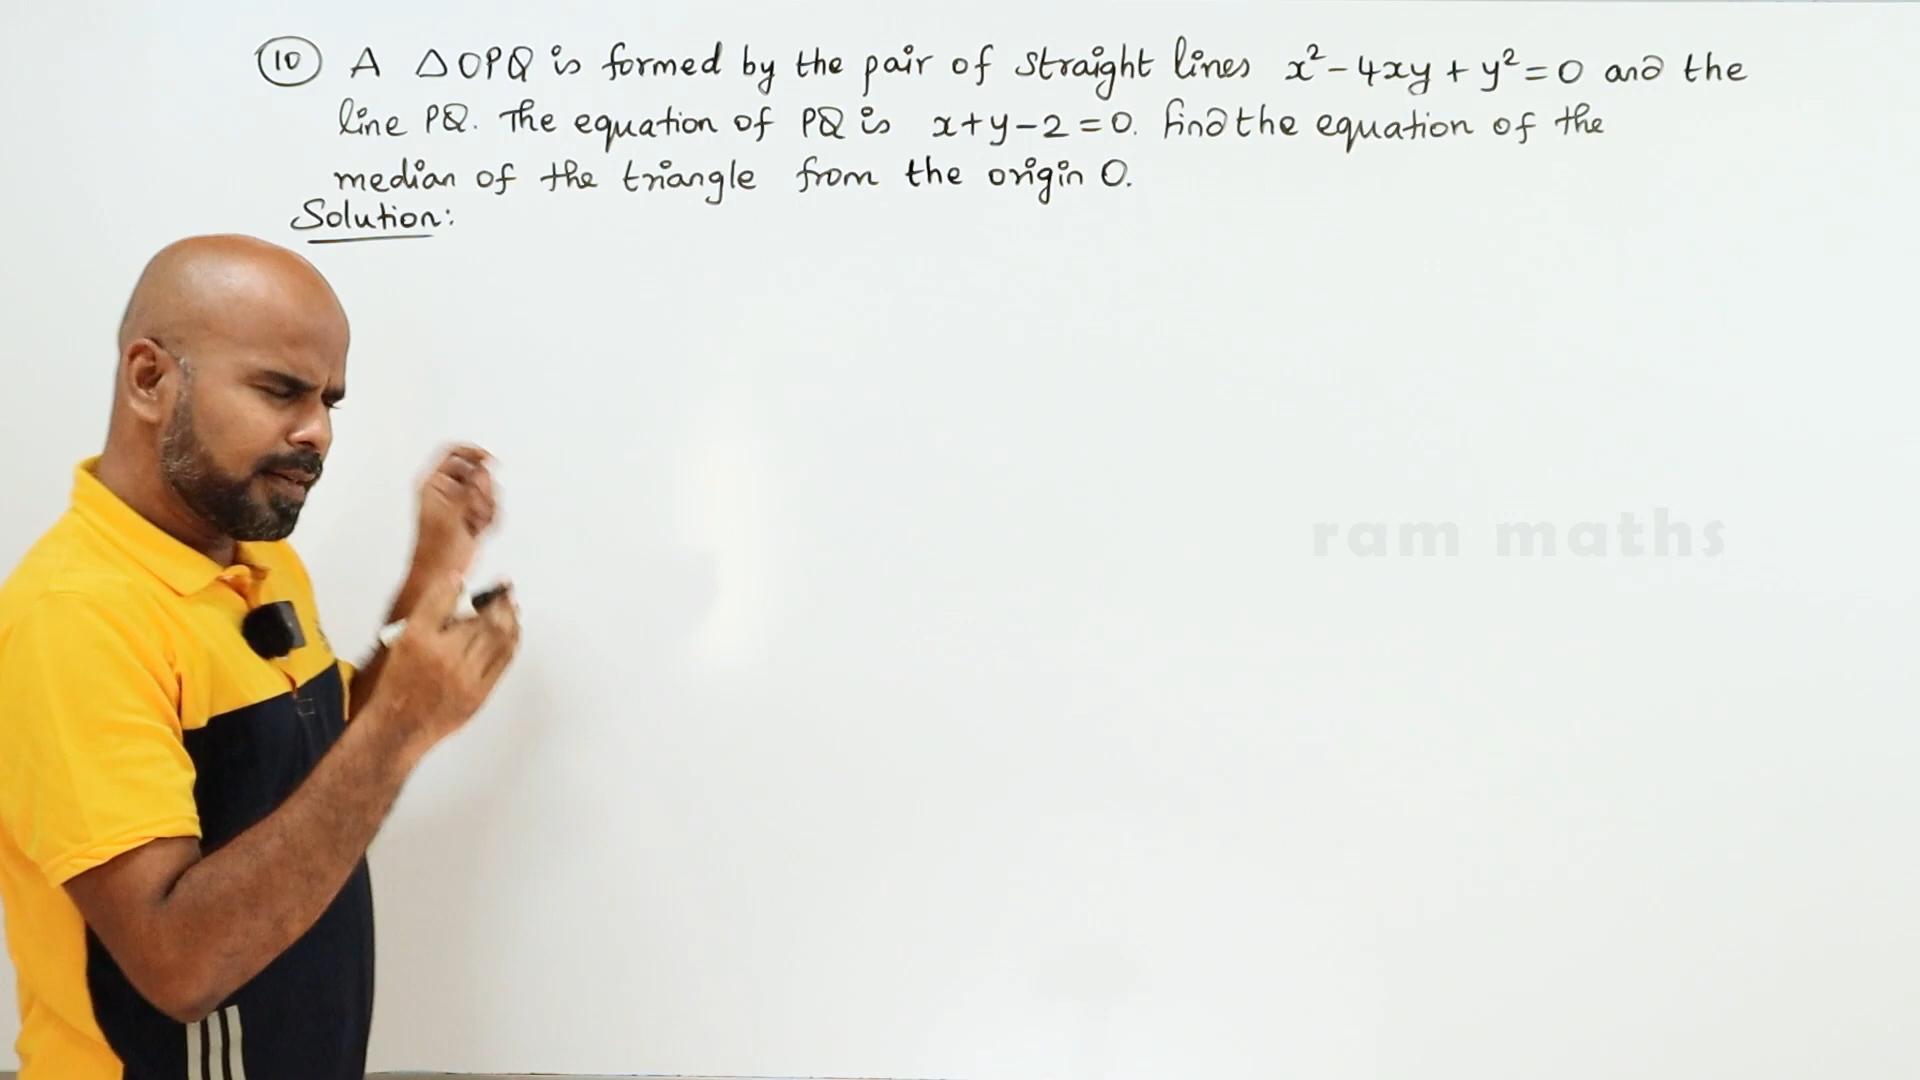 10 A △OPQ is formed by the pair of straight lines x² - 4xy + y² = 0 and the
line PQ. The equation of PQ is x + y - 2 = 0. find the equation of the
median of the triangle from the origin O.
Solution:
ram maths